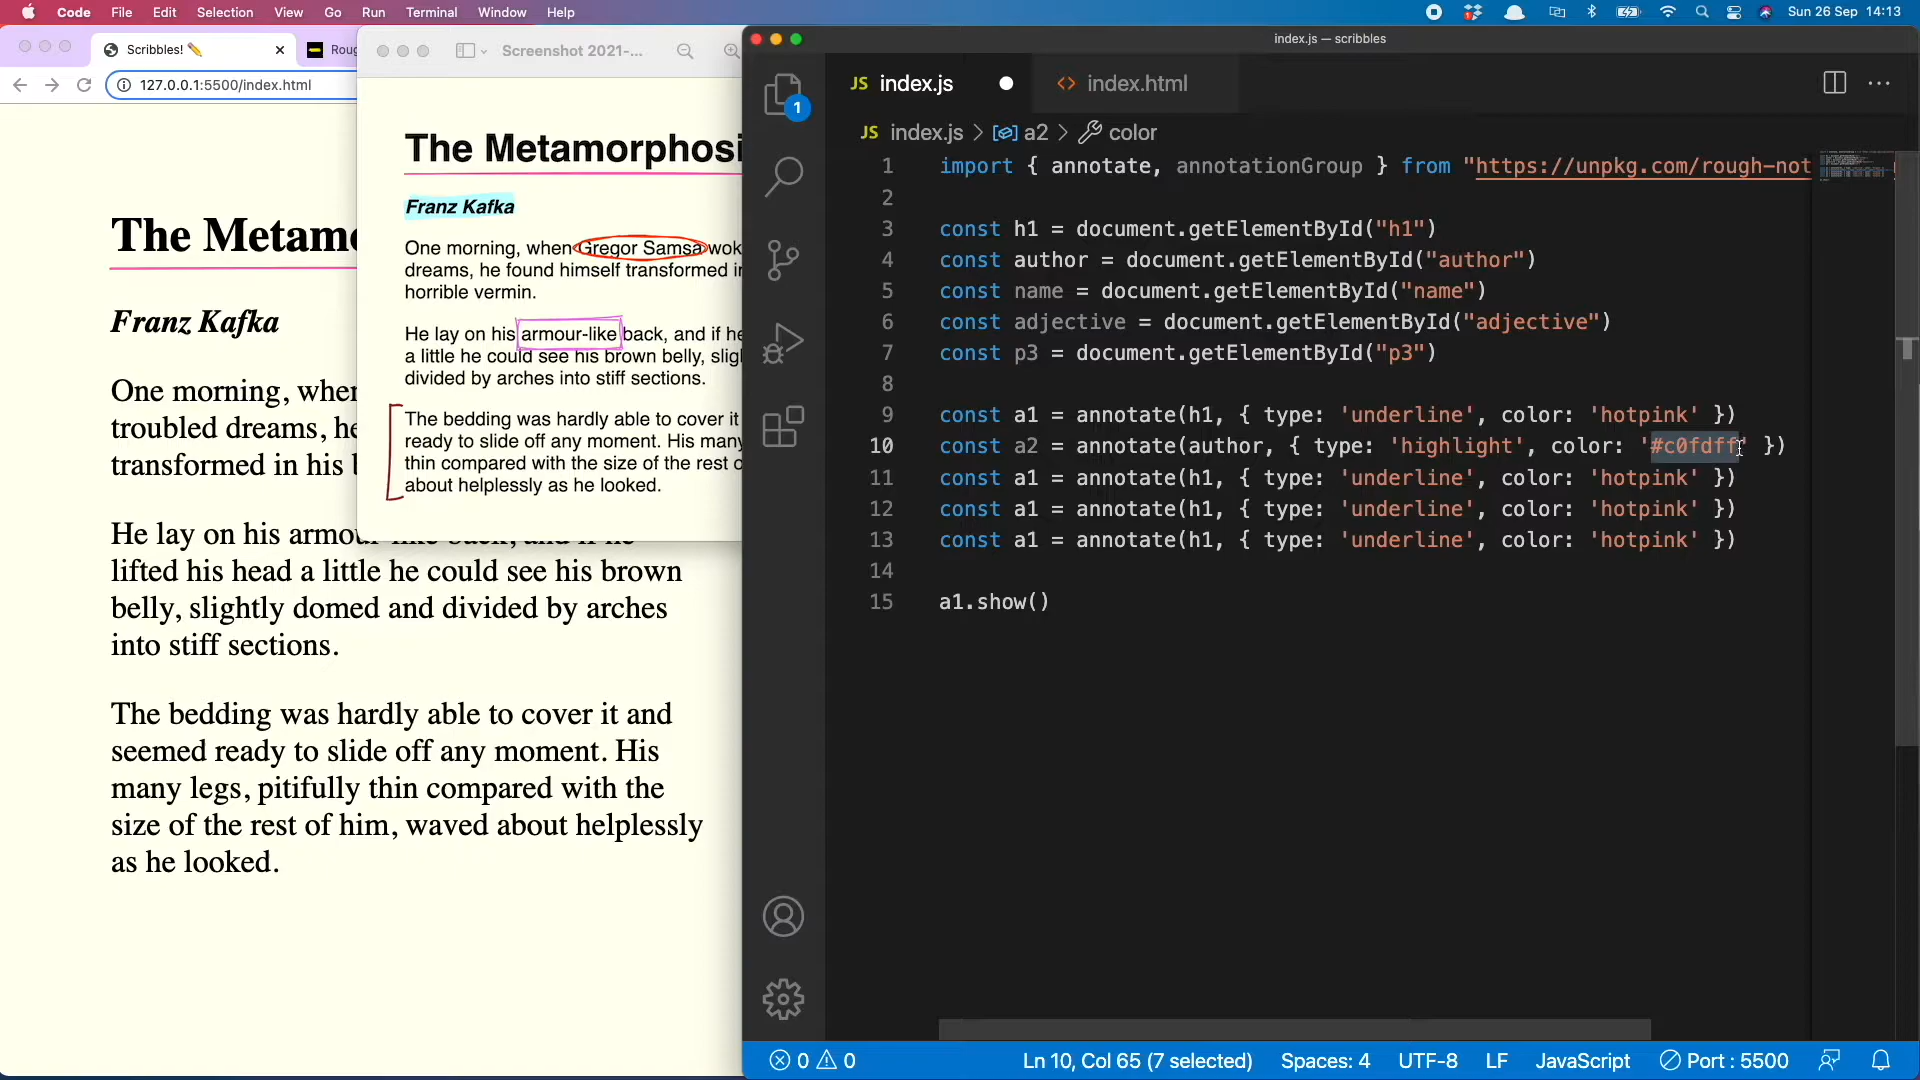 Code File Edit Selection View Go Run Terminal Window Help
Sun 26 Sep 14:13
Scribbles! ✏️ ×
Roug
127.0.0.1:5500/index.html
The Metamo
Franz Kafka
One morning, when
troubled dreams, he
transformed in his b
He lay on his armour-like back, and if he
lifted his head a little he could see his brown
belly, slightly domed and divided by arches
into stiff sections.
The bedding was hardly able to cover it and
seemed ready to slide off any moment. His
many legs, pitifully thin compared with the
size of the rest of him, waved about helplessly
as he looked.
Screenshot 2021-...
The Metamorphosi
Franz Kafka
One morning, when Gregor Samsa wok
dreams, he found himself transformed in
horrible vermin.
He lay on his armour-like back, and if he
a little he could see his brown belly, sligh
divided by arches into stiff sections.
The bedding was hardly able to cover it
ready to slide off any moment. His many
thin compared with the size of the rest o
about helplessly as he looked.
index.js — scribbles
JS index.js
<> index.html
JS index.js > a2 > color
1
1 import { annotate, annotationGroup } from "https://unpkg.com/rough-not
2
3 const h1 = document.getElementById("h1")
4 const author = document.getElementById("author")
5 const name = document.getElementById("name")
6 const adjective = document.getElementById("adjective")
7 const p3 = document.getElementById("p3")
8
9 const a1 = annotate(h1, { type: 'underline', color: 'hotpink' })
10 const a2 = annotate(author, { type: 'highlight', color: '#c0fdff' })
11 const a1 = annotate(h1, { type: 'underline', color: 'hotpink' })
12 const a1 = annotate(h1, { type: 'underline', color: 'hotpink' })
13 const a1 = annotate(h1, { type: 'underline', color: 'hotpink' })
14
15 a1.show()
0 0 Ln 10, Col 65 (7 selected) Spaces: 4 UTF-8 LF JavaScript Port : 5500